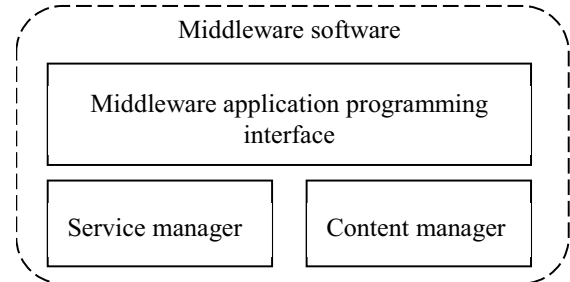 Middleware software
Middleware application programming
interface
Service manager
Content manager